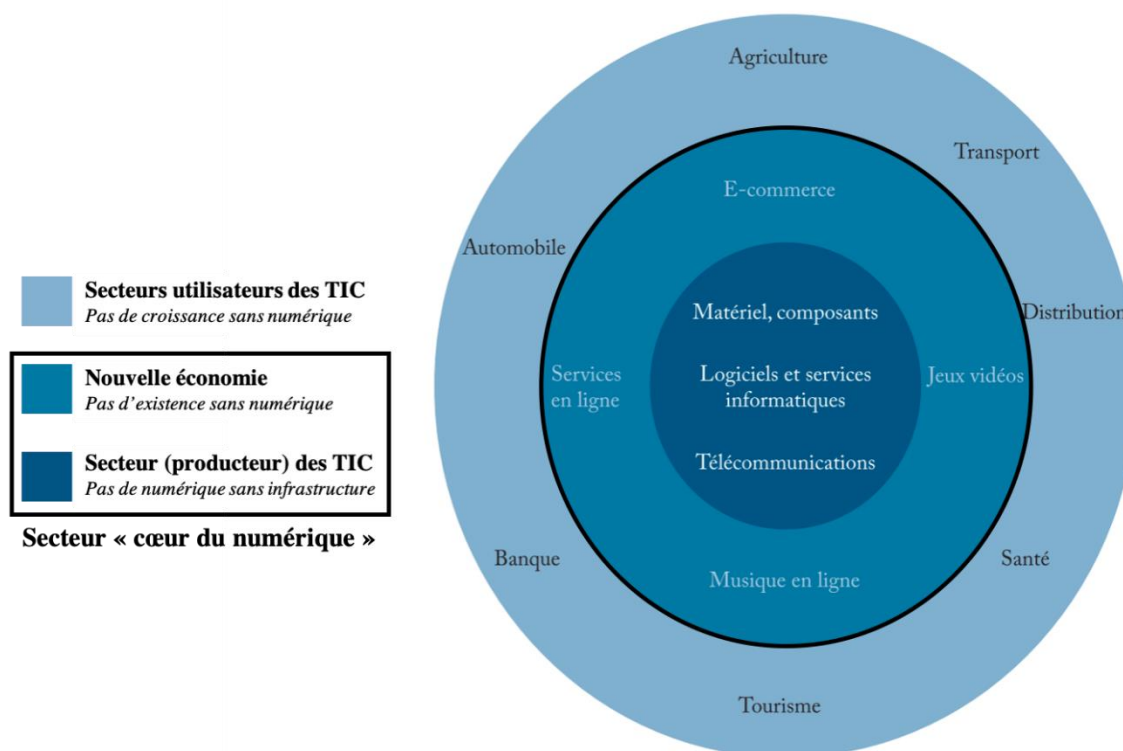 Secteurs utilisateurs des TIC
Pas de croissance sans numérique
Nouvelle économie
Pas d’existence sans numérique
Secteur (producteur) des TIC
Pas de numérique sans infrastructure
Secteur « cœur du numérique »
Agriculture
Transport
E-commerce
Automobile
Matériel, composants
Distribution
Services
en ligne
Logiciels et services
informatiques
Jeux vidéos
Télécommunications
Banque
Santé
Musique en ligne
Tourisme